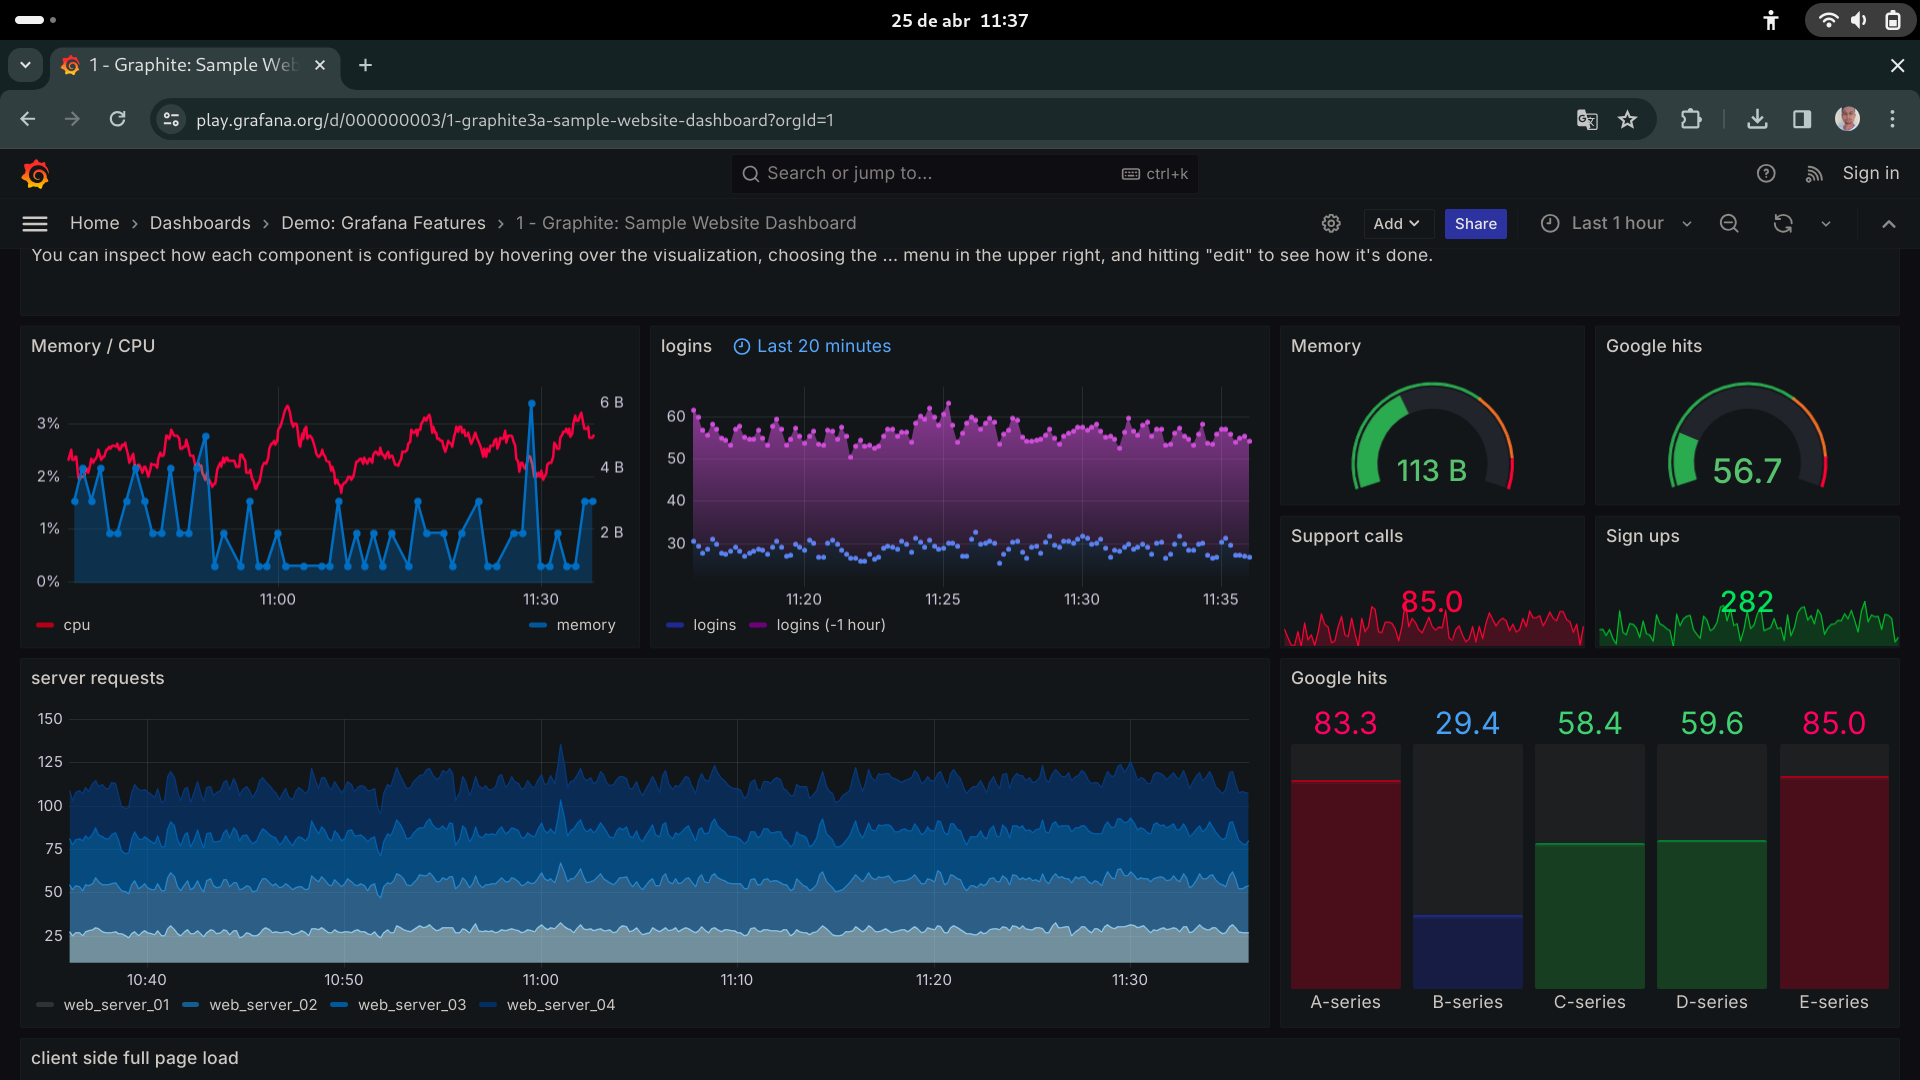 25 de abr 11:37
1 - Graphite: Sample Web
play.grafana.org/d/000000003/1-graphite3a-sample-website-dashboard?orgId=1
Search or jump to...
ctrl+k
Sign in
Home › Dashboards › Demo: Grafana Features › 1 - Graphite: Sample Website Dashboard
Add
Share
Last 1 hour
You can inspect how each component is configured by hovering over the visualization, choosing the ... menu in the upper right, and hitting "edit" to see how it's done.
Memory / CPU
3%
2%
1%
0%
6 B
4 B
2 B
11:00 11:30
cpu memory
logins Last 20 minutes
60
50
40
30
11:20 11:25 11:30 11:35
logins logins (-1 hour)
Memory
113 B
Google hits
56.7
Support calls
85.0
Sign ups
282
server requests
150
125
100
75
50
25
10:40 10:50 11:00 11:10 11:20 11:30
web_server_01 web_server_02 web_server_03 web_server_04
Google hits
83.3 29.4 58.4 59.6 85.0
A-series B-series C-series D-series E-series
client side full page load